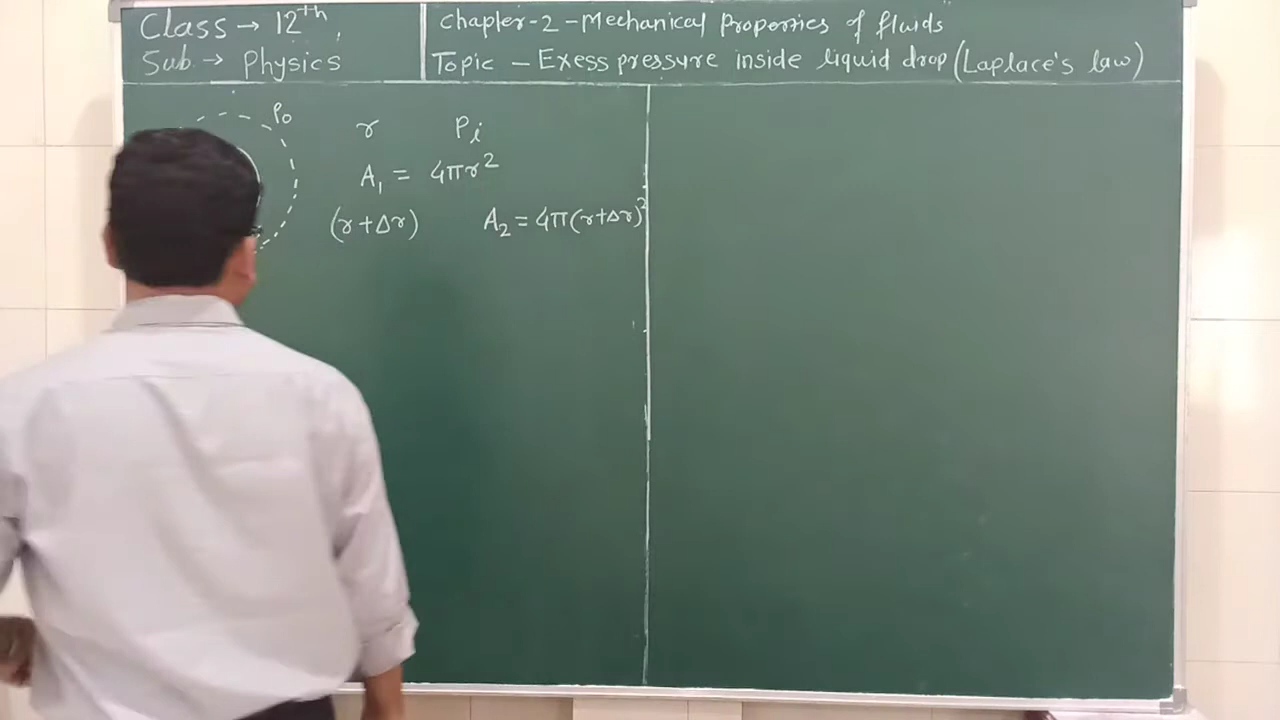 Class → 12th,
Sub → Physics
Chapter-2-Mechanical Properties of fluids
Topic - Exess pressure inside liquid drop (Laplace's law)
Po
r Pi
A₁ = 4πr²
(r+Δr) A₂=4π(r+Δr)²